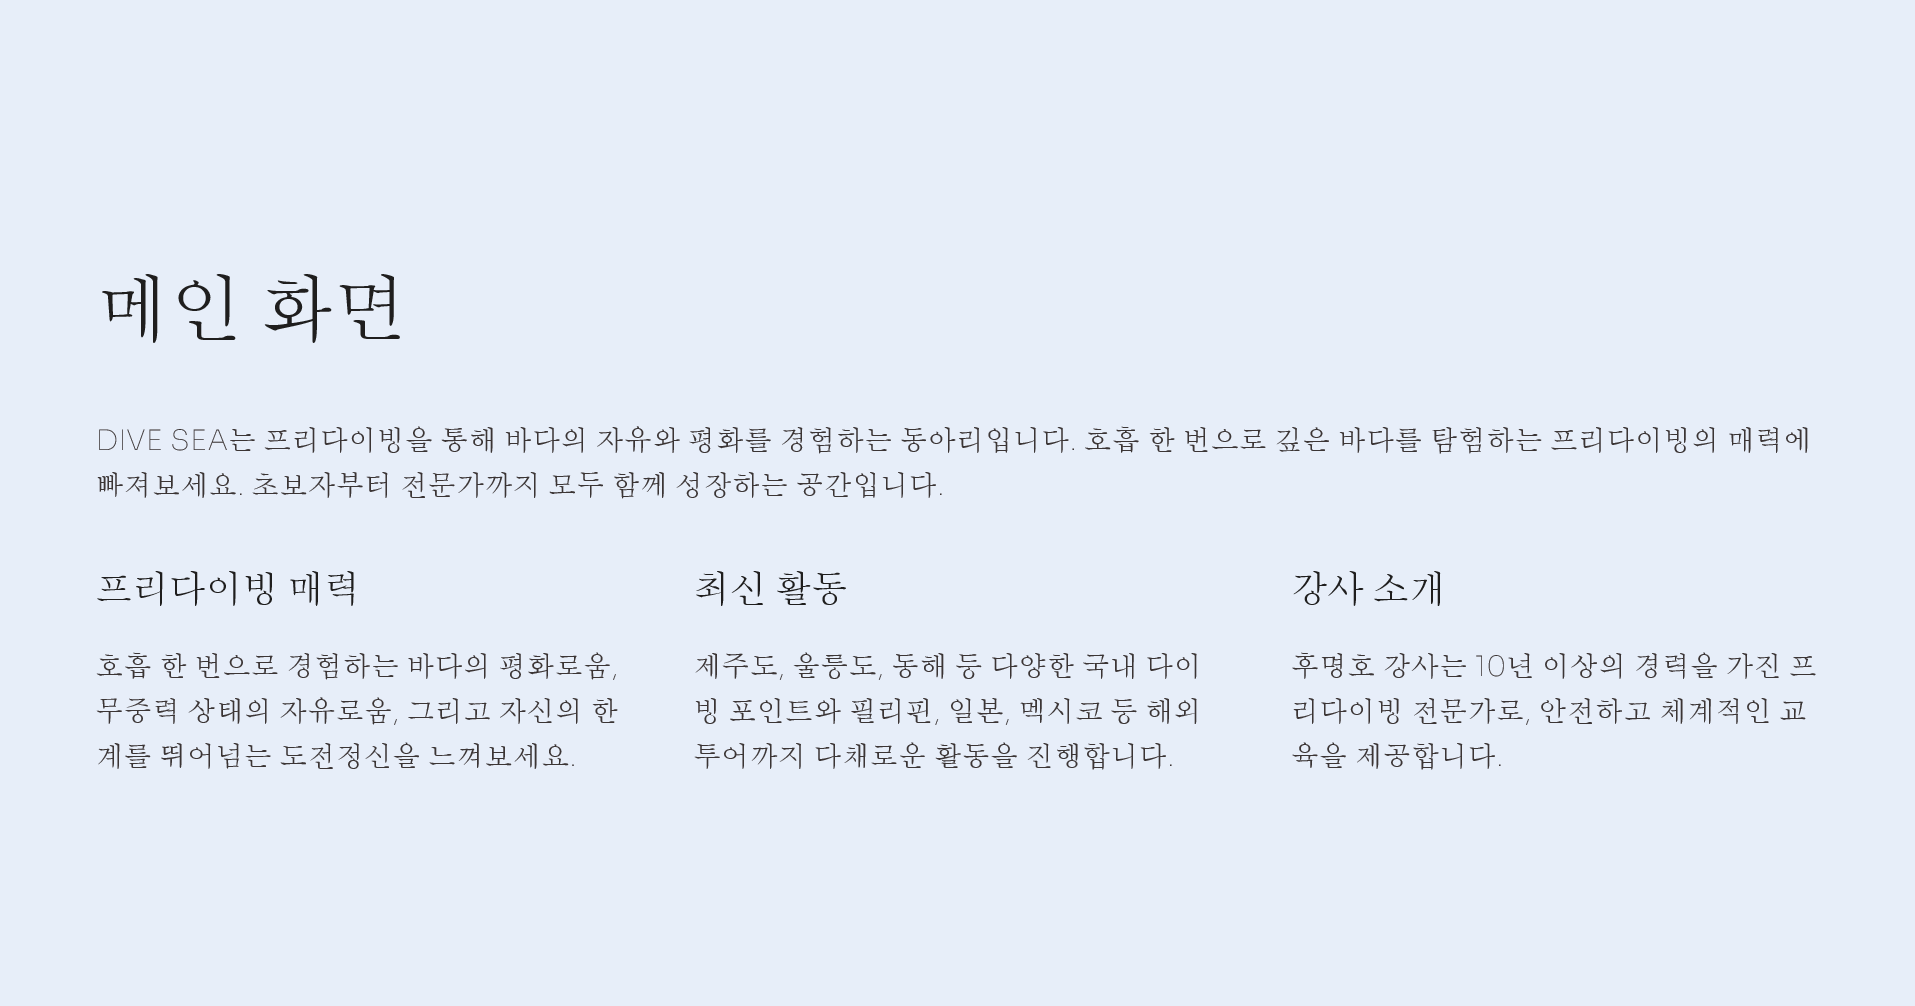 메인 화면
DIVE SEA는 프리다이빙을 통해 바다의 자유와 평화를 경험하는 동아리입니다. 호흡 한 번으로 깊은 바다를 탐험하는 프리다이빙의 매력에
빠져보세요. 초보자부터 전문가까지 모두 함께 성장하는 공간입니다.
프리다이빙 매력
호흡 한 번으로 경험하는 바다의 평화로움,
무중력 상태의 자유로움, 그리고 자신의 한
계를 뛰어넘는 도전정신을 느껴보세요.
최신 활동
제주도, 울릉도, 동해 등 다양한 국내 다이
빙 포인트와 필리핀, 일본, 멕시코 등 해외
투어까지 다채로운 활동을 진행합니다.
강사 소개
후명호 강사는 10년 이상의 경력을 가진 프
리다이빙 전문가로, 안전하고 체계적인 교
육을 제공합니다.